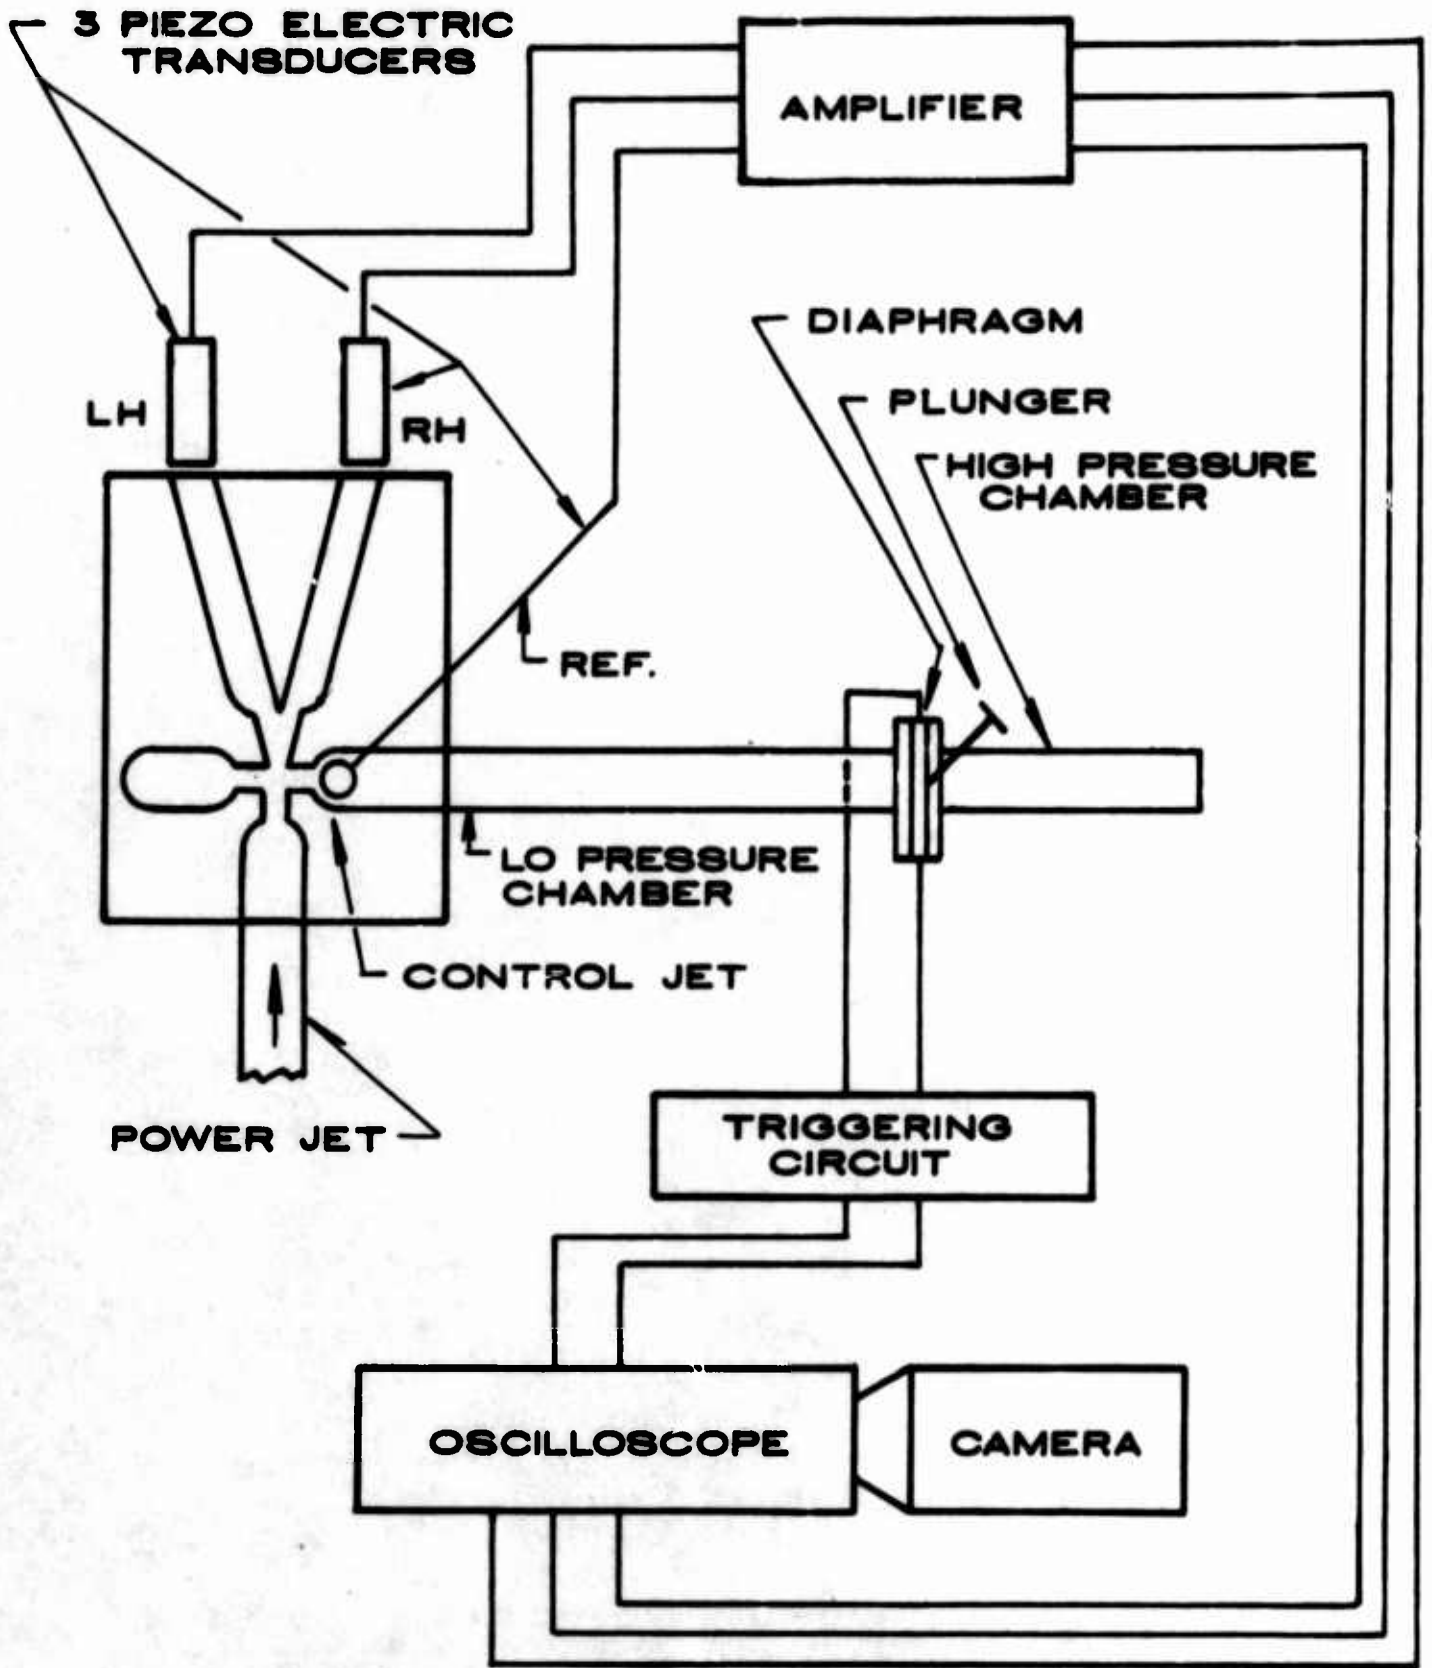 3 PIEZO ELECTRIC
TRANSDUCERS
AMPLIFIER
DIAPHRAGM
PLUNGER
HIGH PRESSURE
CHAMBER
LH
RH
REF.
LO PRESSURE
CHAMBER
CONTROL JET
POWER JET
TRIGGERING
CIRCUIT
OSCILLOSCOPE
CAMERA